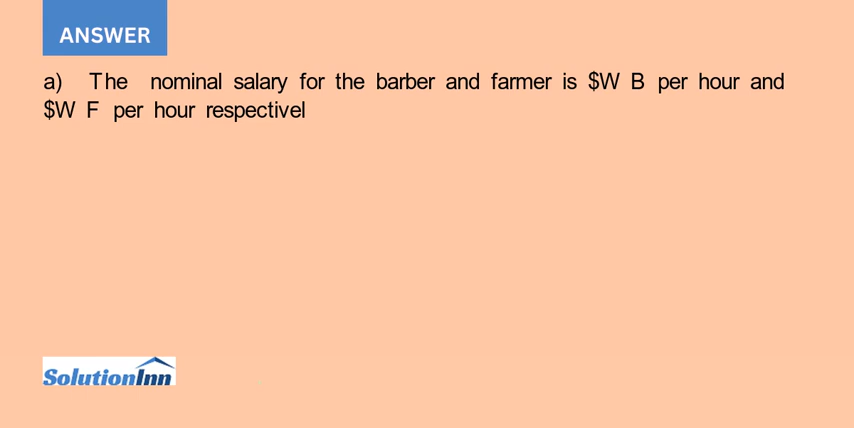 ANSWER
a) The nominal salary for the barber and farmer is $W B per hour and
$W F per hour respectivel
SolutionInn